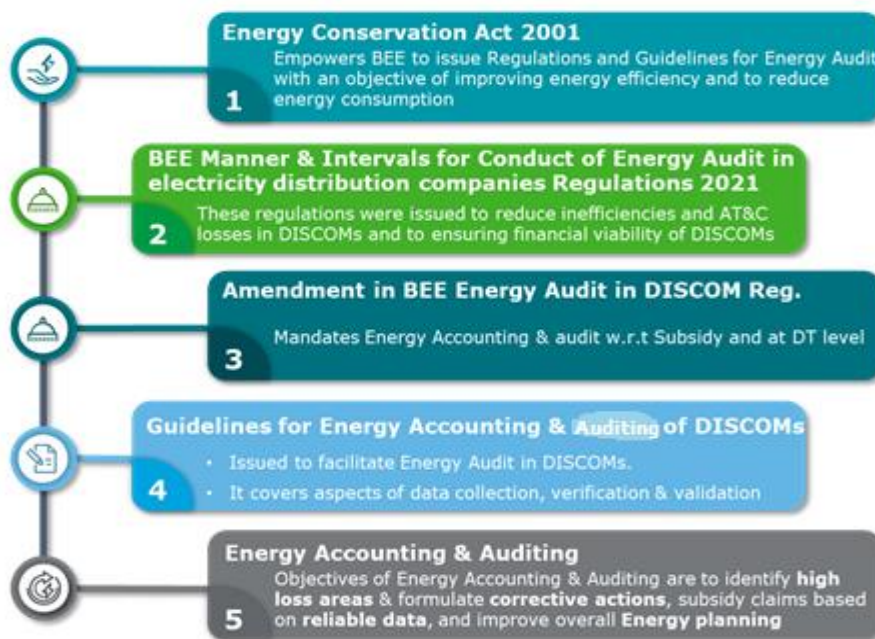 Energy Conservation Act 2001
Empowers BEE to issue Regulations and Guidelines for Energy Audit
with an objective of improving energy efficiency and to reduce
energy consumption
1
BEE Manner & Intervals for Conduct of Energy Audit in
electricity distribution companies Regulations 2021
These regulations were issued to reduce inefficiencies and AT&C
losses in DISCOMs and to ensuring financial viability of DISCOMs
2
Amendment in BEE Energy Audit in DISCOM Reg.
Mandates Energy Accounting & audit w.r.t Subsidy and at DT level
3
Guidelines for Energy Accounting & Auditing of DISCOMs
• Issued to facilitate Energy Audit in DISCOMs.
• It covers aspects of data collection, verification & validation
4
Energy Accounting & Auditing
Objectives of Energy Accounting & Auditing are to identify high
loss areas & formulate corrective actions, subsidy claims based
on reliable data, and improve overall Energy planning
5